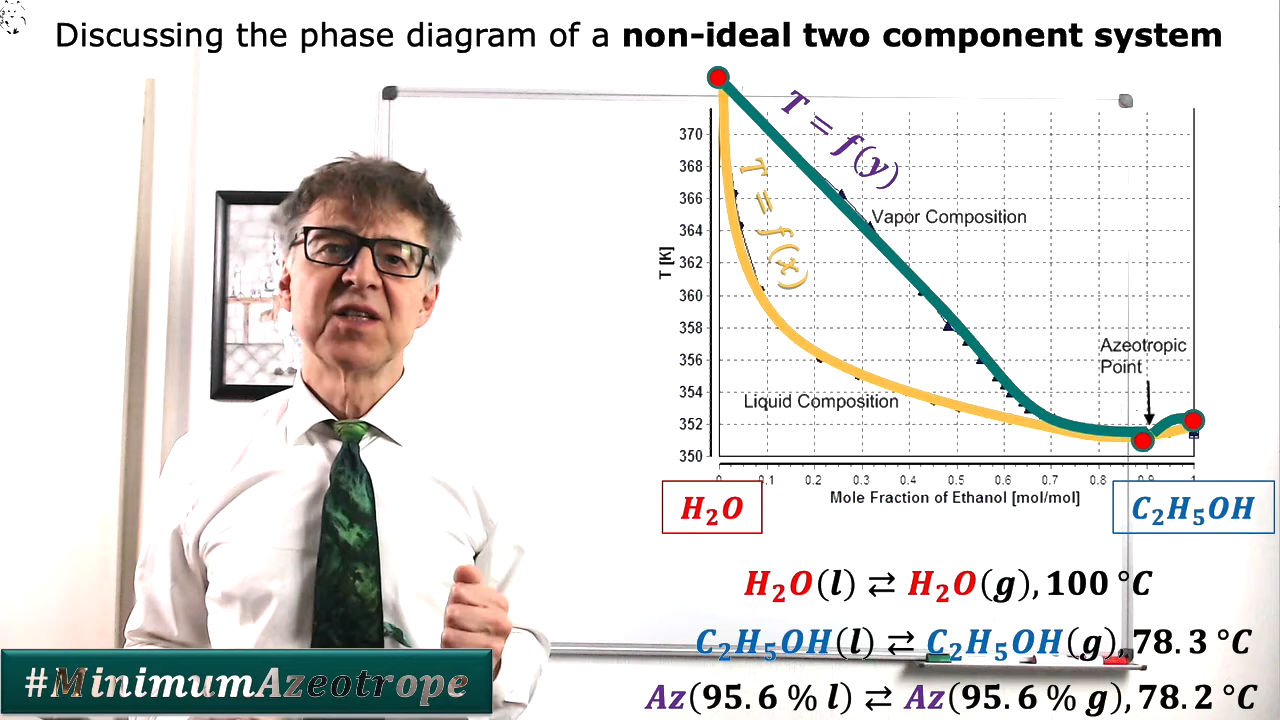 Discussing the phase diagram of a non-ideal two component system
T = f(y)
T = f(x)
370
368
366
364
362
360
358
356
354
352
350
T [K]
Vapor Composition
Azeotropic
Point
Liquid Composition
0.1 0.2 0.3 0.4 0.5 0.6 0.7 0.8 0.9 1
Mole Fraction of Ethanol [mol/mol]
H₂O
C₂H₅OH
H₂O(l) ⇄ H₂O(g), 100 °C
C₂H₅OH(l) ⇄ C₂H₅OH(g), 78.3 °C
Az(95.6 % l) ⇄ Az(95.6 % g), 78.2 °C
#MinimumAzeotrope